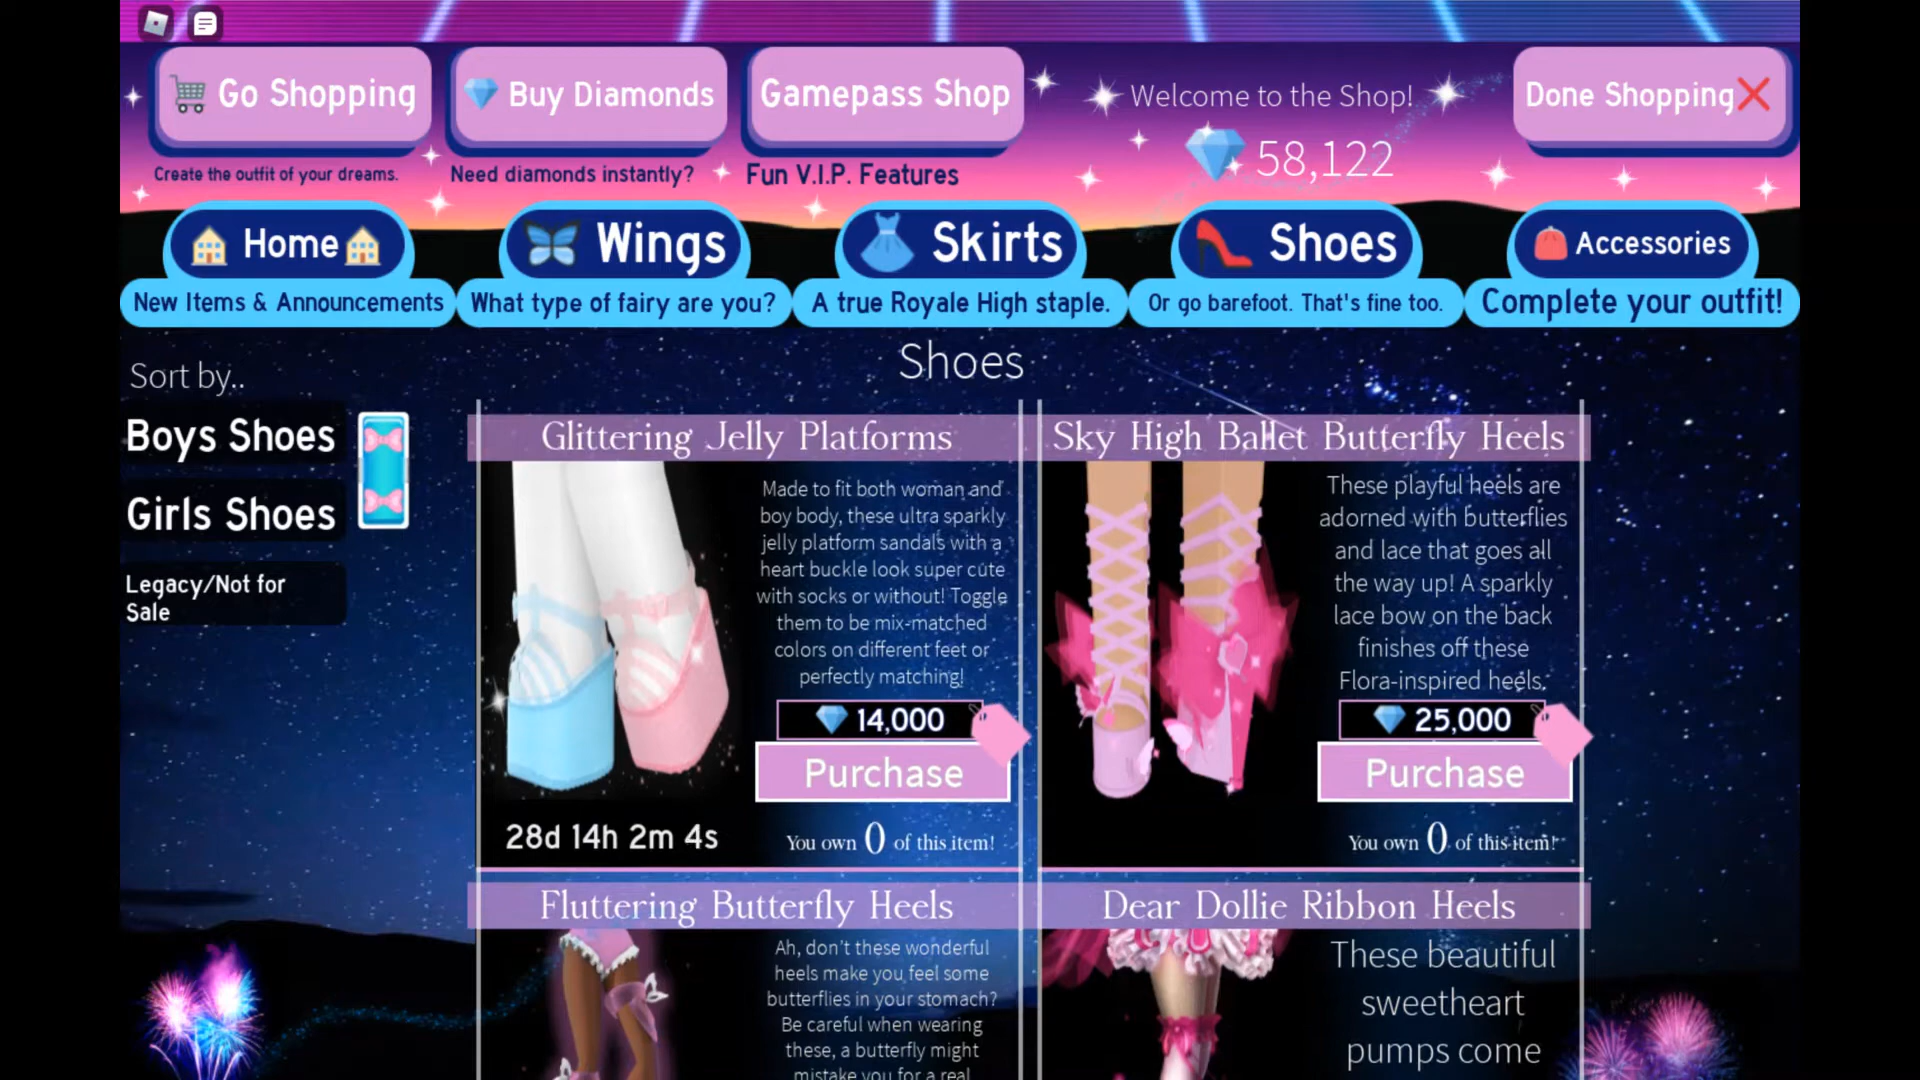 Go Shopping
Buy Diamonds
Gamepass Shop
Welcome to the Shop!
Done Shopping
58,122
Create the outfit of your dreams.
Need diamonds instantly?
Fun V.I.P. Features
Home
Wings
Skirts
Shoes
Accessories
New Items & Announcements
What type of fairy are you?
A true Royale High staple.
Or go barefoot. That's fine too.
Complete your outfit!
Shoes
Sort by..
Boys Shoes
Girls Shoes
Legacy/Not for
Sale
Glittering Jelly Platforms
Made to fit both woman and
boy body, these ultra sparkly
jelly platform sandals with a
heart buckle look super cute
with socks or without! Toggle
them to be mix-matched
colors on different feet or
perfectly matching!
14,000
Purchase
28d 14h 2m 4s
You own 0 of this item!
Sky High Ballet Butterfly Heels
These playful heels are
adorned with butterflies
and lace that goes all
the way up! A sparkly
lace bow on the back
finishes off these
Flora-inspired heels.
25,000
Purchase
You own 0 of this item!
Fluttering Butterfly Heels
Ah, don't these wonderful
heels make you feel some
butterflies in your stomach?
Be careful when wearing
these, a butterfly might
mistake you for a real
Dear Dollie Ribbon Heels
These beautiful
sweetheart
pumps come